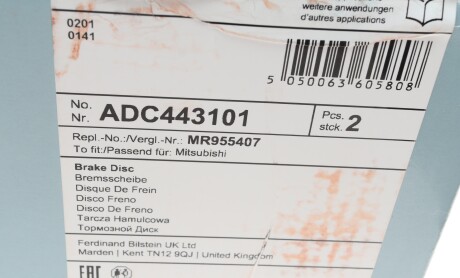 weitere anwendungen
d'autres applications
0201
0141
5 050063 605808
No.
Nr. ADC443101
Pcs.
stck. 2
Repl.-No.:/Vergl.-Nr.: MR955407
To fit:/Passend für: Mitsubishi
Brake Disc
Bremsscheibe
Disque De Frein
Disco Freno
Disco De Freno
Tarcza Hamulcowa
Тормозной Диск
Ferdinand Bilstein UK Ltd
Marden | Kent TN12 9QJ | United Kingdom
EAC